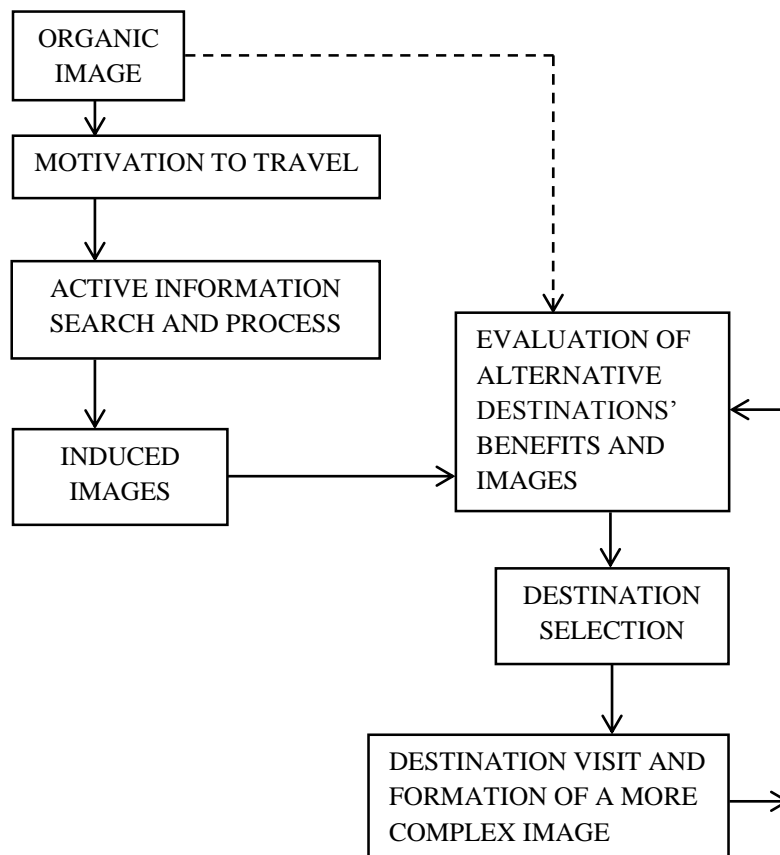 ORGANIC
IMAGE
MOTIVATION TO TRAVEL
ACTIVE INFORMATION
SEARCH AND PROCESS
INDUCED
IMAGES
EVALUATION OF
ALTERNATIVE
DESTINATIONS’
BENEFITS AND
IMAGES
DESTINATION
SELECTION
DESTINATION VISIT AND
FORMATION OF A MORE
COMPLEX IMAGE